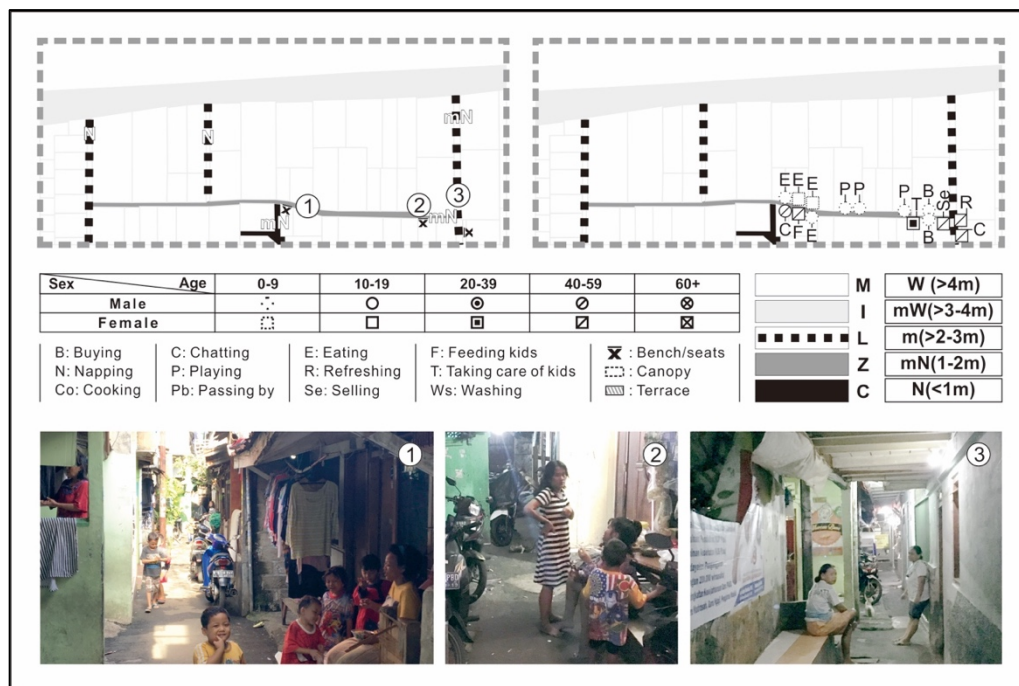 N
N
mN
mN
mN
1
2
3
E E E P P P B
T Se R
C F E B C
Sex Age 0-9 10-19 20-39 40-59 60+
Male
Female
B: Buying C: Chatting E: Eating F: Feeding kids : Bench/seats
N: Napping P: Playing R: Refreshing T: Taking care of kids : Canopy
Co: Cooking Pb: Passing by Se: Selling Ws: Washing : Terrace
M W (>4m)
I mW(>3-4m)
L m(>2-3m)
Z mN(1-2m)
C N(<1m)
1
2
3